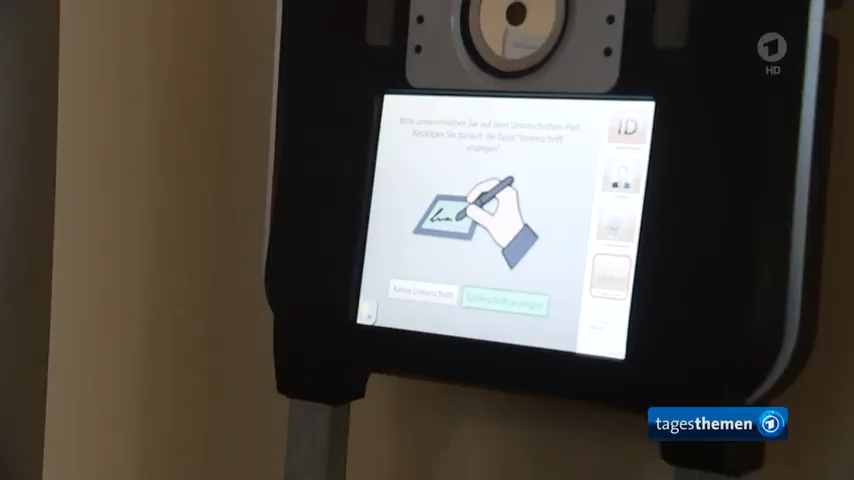 HD
Bitte unterschreiben Sie auf dem Unterschriften-Pad.
Betätigen Sie danach die Taste "Unterschrift
anzeigen"
ID
Keine Unterschrift
Unterschrift anzeigen
tagesthemen